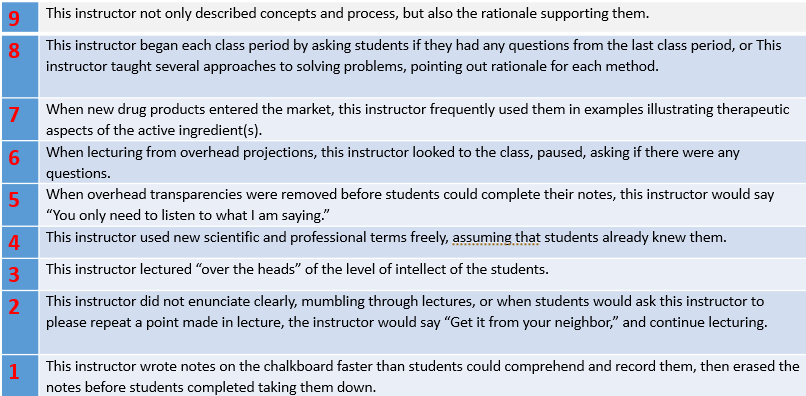 9 This instructor not only described concepts and process, but also the rationale supporting them.
8 This instructor began each class period by asking students if they had any questions from the last class period, or This
instructor taught several approaches to solving problems, pointing out rationale for each method.
7 When new drug products entered the market, this instructor frequently used them in examples illustrating therapeutic
aspects of the active ingredient(s).
6 When lecturing from overhead projections, this instructor looked to the class, paused, asking if there were any
questions.
5 When overhead transparencies were removed before students could complete their notes, this instructor would say
“You only need to listen to what I am saying.”
4 This instructor used new scientific and professional terms freely, assuming that students already knew them.
3 This instructor lectured “over the heads” of the level of intellect of the students.
2 This instructor did not enunciate clearly, mumbling through lectures, or when students would ask this instructor to
please repeat a point made in lecture, the instructor would say “Get it from your neighbor,” and continue lecturing.
1 This instructor wrote notes on the chalkboard faster than students could comprehend and record them, then erased the
notes before students completed taking them down.